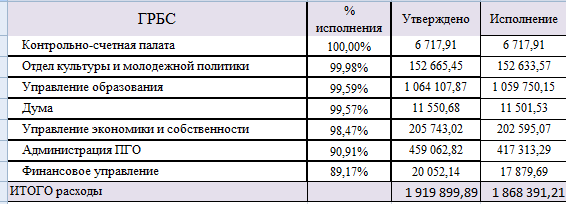 ГРБС % исполнения Утверждено Исполнение
Контрольно-счетная палата 100,00% 6 717,91 6 717,91
Отдел культуры и молодежной политики 99,98% 152 665,45 152 633,57
Управление образования 99,59% 1 064 107,87 1 059 750,15
Дума 99,57% 11 550,68 11 501,53
Управление экономики и собственности 98,47% 205 743,02 202 595,07
Администрация ПГО 90,91% 459 062,82 417 313,29
Финансовое управление 89,17% 20 052,14 17 879,69
ИТОГО расходы 1 919 899,89 1 868 391,21